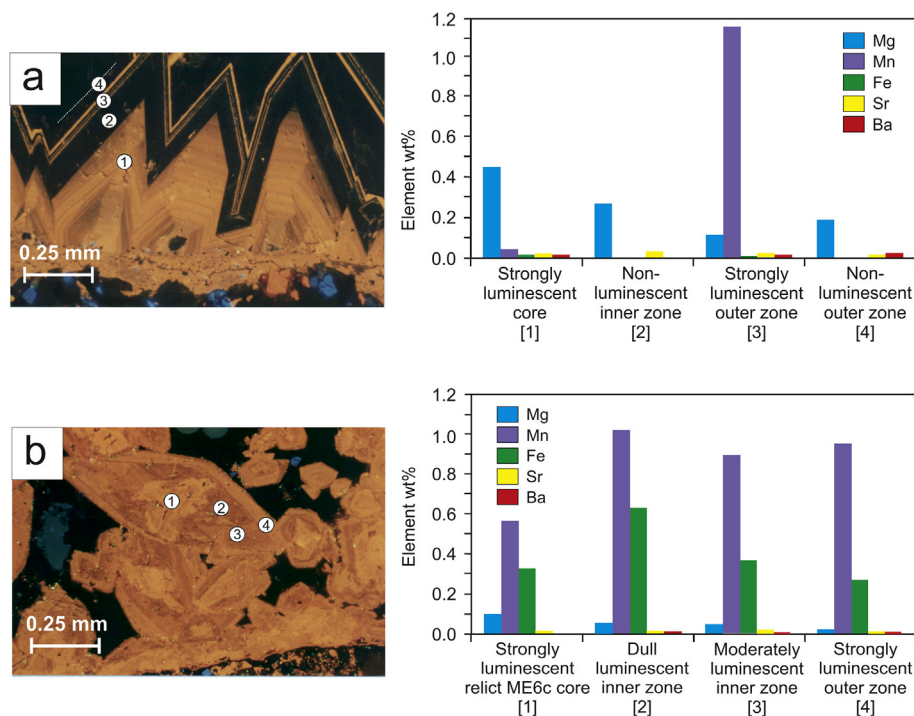 a
4
3
2
1
0.25 mm
Element wt%
1.2
1.0
0.8
0.6
0.4
0.2
0.0
Mg
Mn
Fe
Sr
Ba
Strongly
luminescent
core
[1]
Non-
luminescent
inner zone
[2]
Strongly
luminescent
outer zone
[3]
Non-
luminescent
outer zone
[4]
b
1
2
3
4
0.25 mm
Element wt%
1.2
1.0
0.8
0.6
0.4
0.2
0.0
Mg
Mn
Fe
Sr
Ba
Strongly
luminescent
relict ME6c core
[1]
Dull
luminescent
inner zone
[2]
Moderately
luminescent
inner zone
[3]
Strongly
luminescent
outer zone
[4]